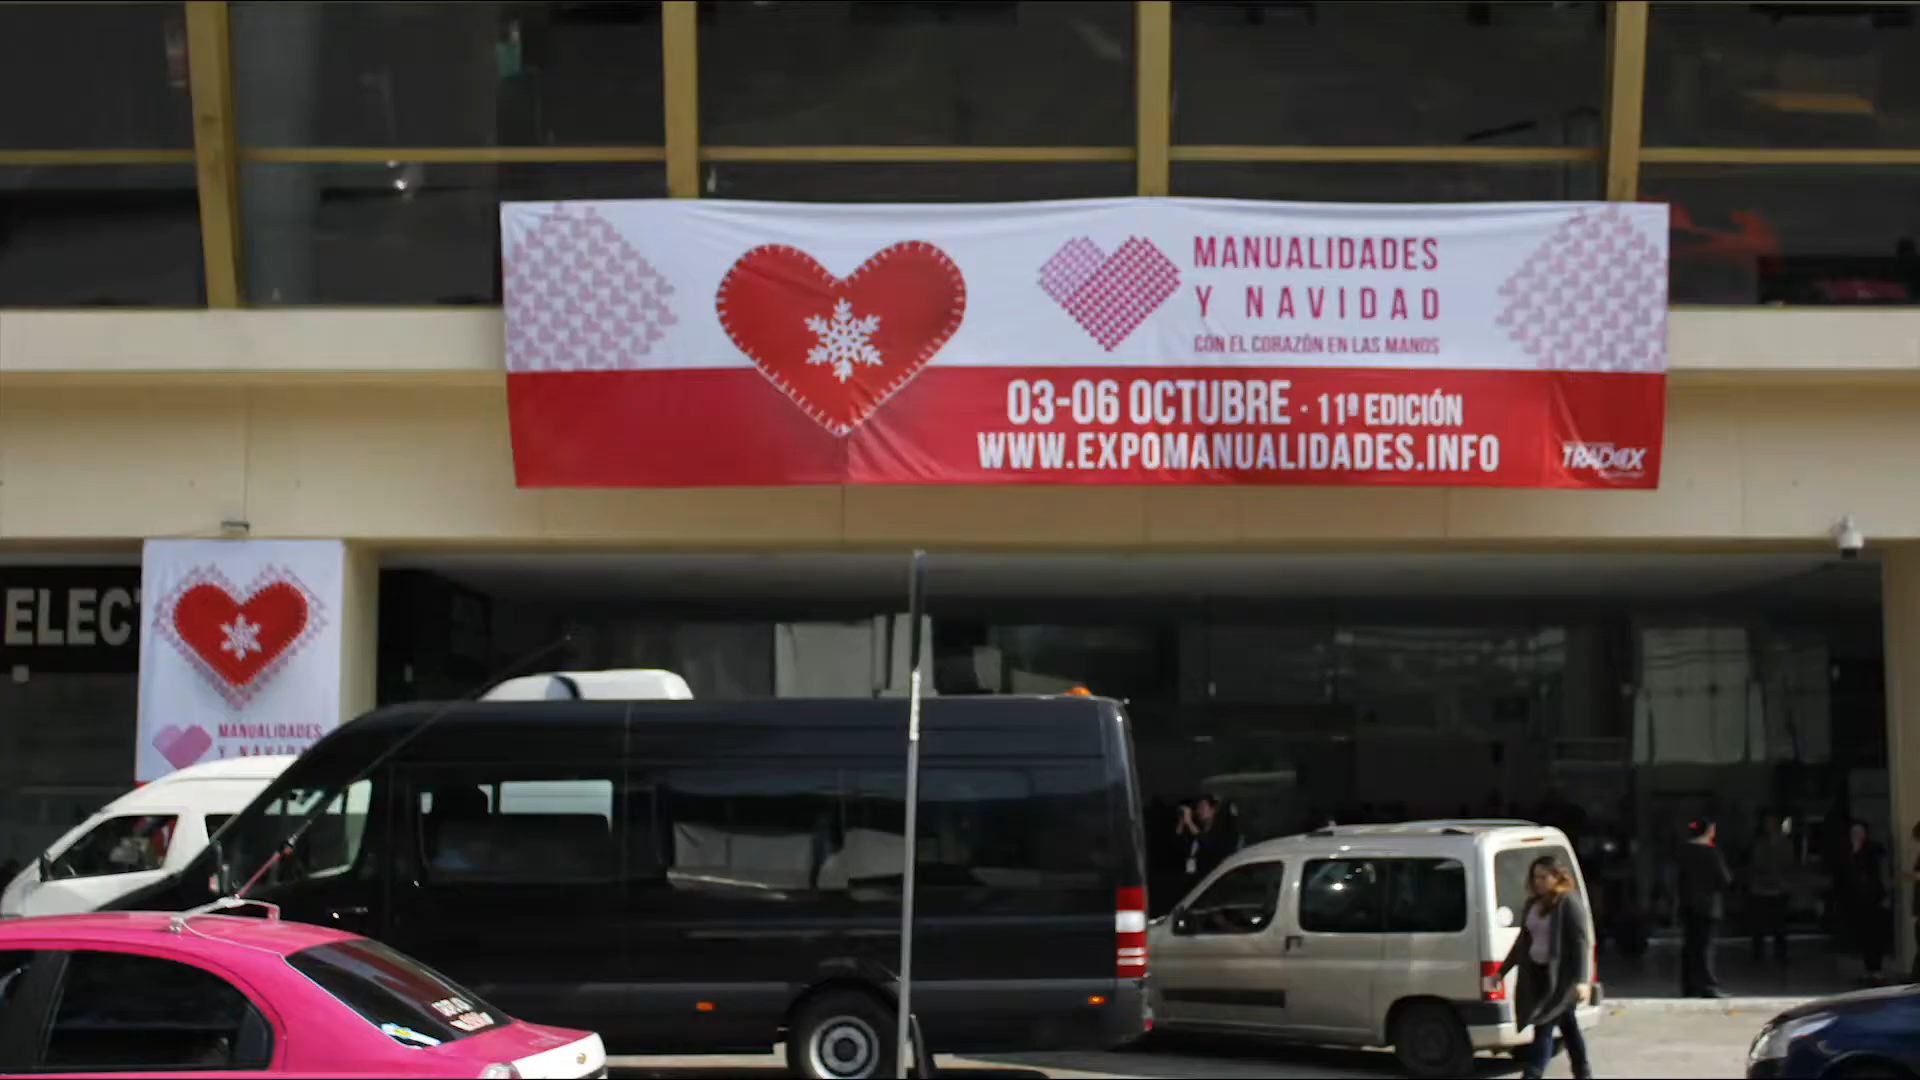 MANUALIDADES
Y NAVIDAD
CON EL CORAZÓN EN LAS MANOS
03-06 OCTUBRE · 11ª EDICIÓN
WWW.EXPOMANUALIDADES.INFO
TRADEX
ELECT
MANUALIDADES
Y NAVIDAD